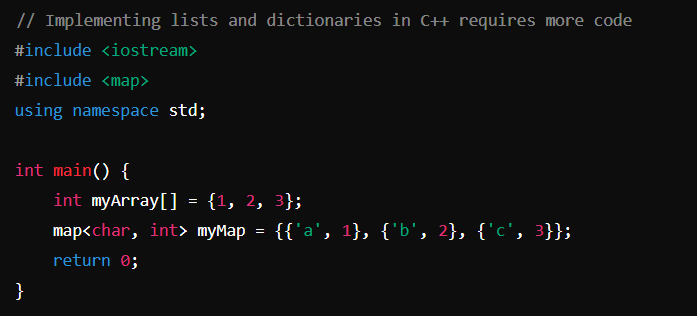 // Implementing lists and dictionaries in C++ requires more code
#include <iostream>
#include <map>
using namespace std;

int main() {
    int myArray[] = {1, 2, 3};
    map<char, int> myMap = {{'a', 1}, {'b', 2}, {'c', 3}};
    return 0;
}